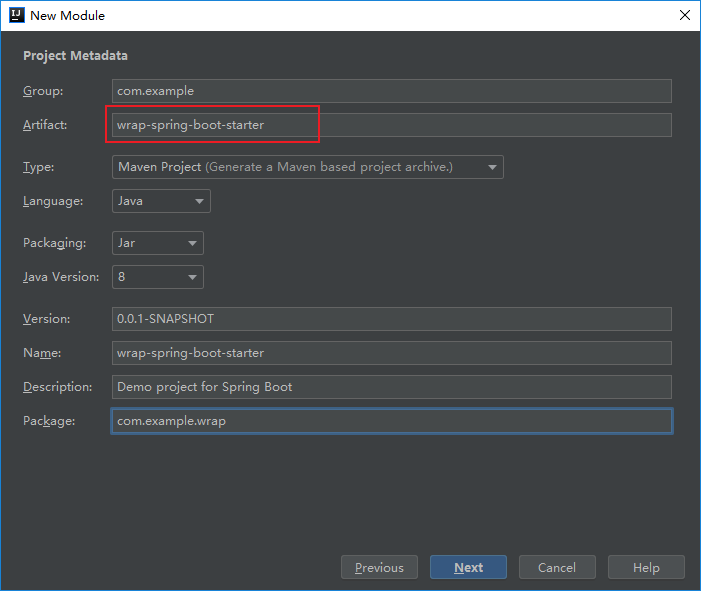 IJ New Module
Project Metadata
Group: com.example
Artifact: wrap-spring-boot-starter
Type: Maven Project (Generate a Maven based project archive.)
Language: Java
Packaging: Jar
Java Version: 8
Version: 0.0.1-SNAPSHOT
Name: wrap-spring-boot-starter
Description: Demo project for Spring Boot
Package: com.example.wrap
Previous Next Cancel Help